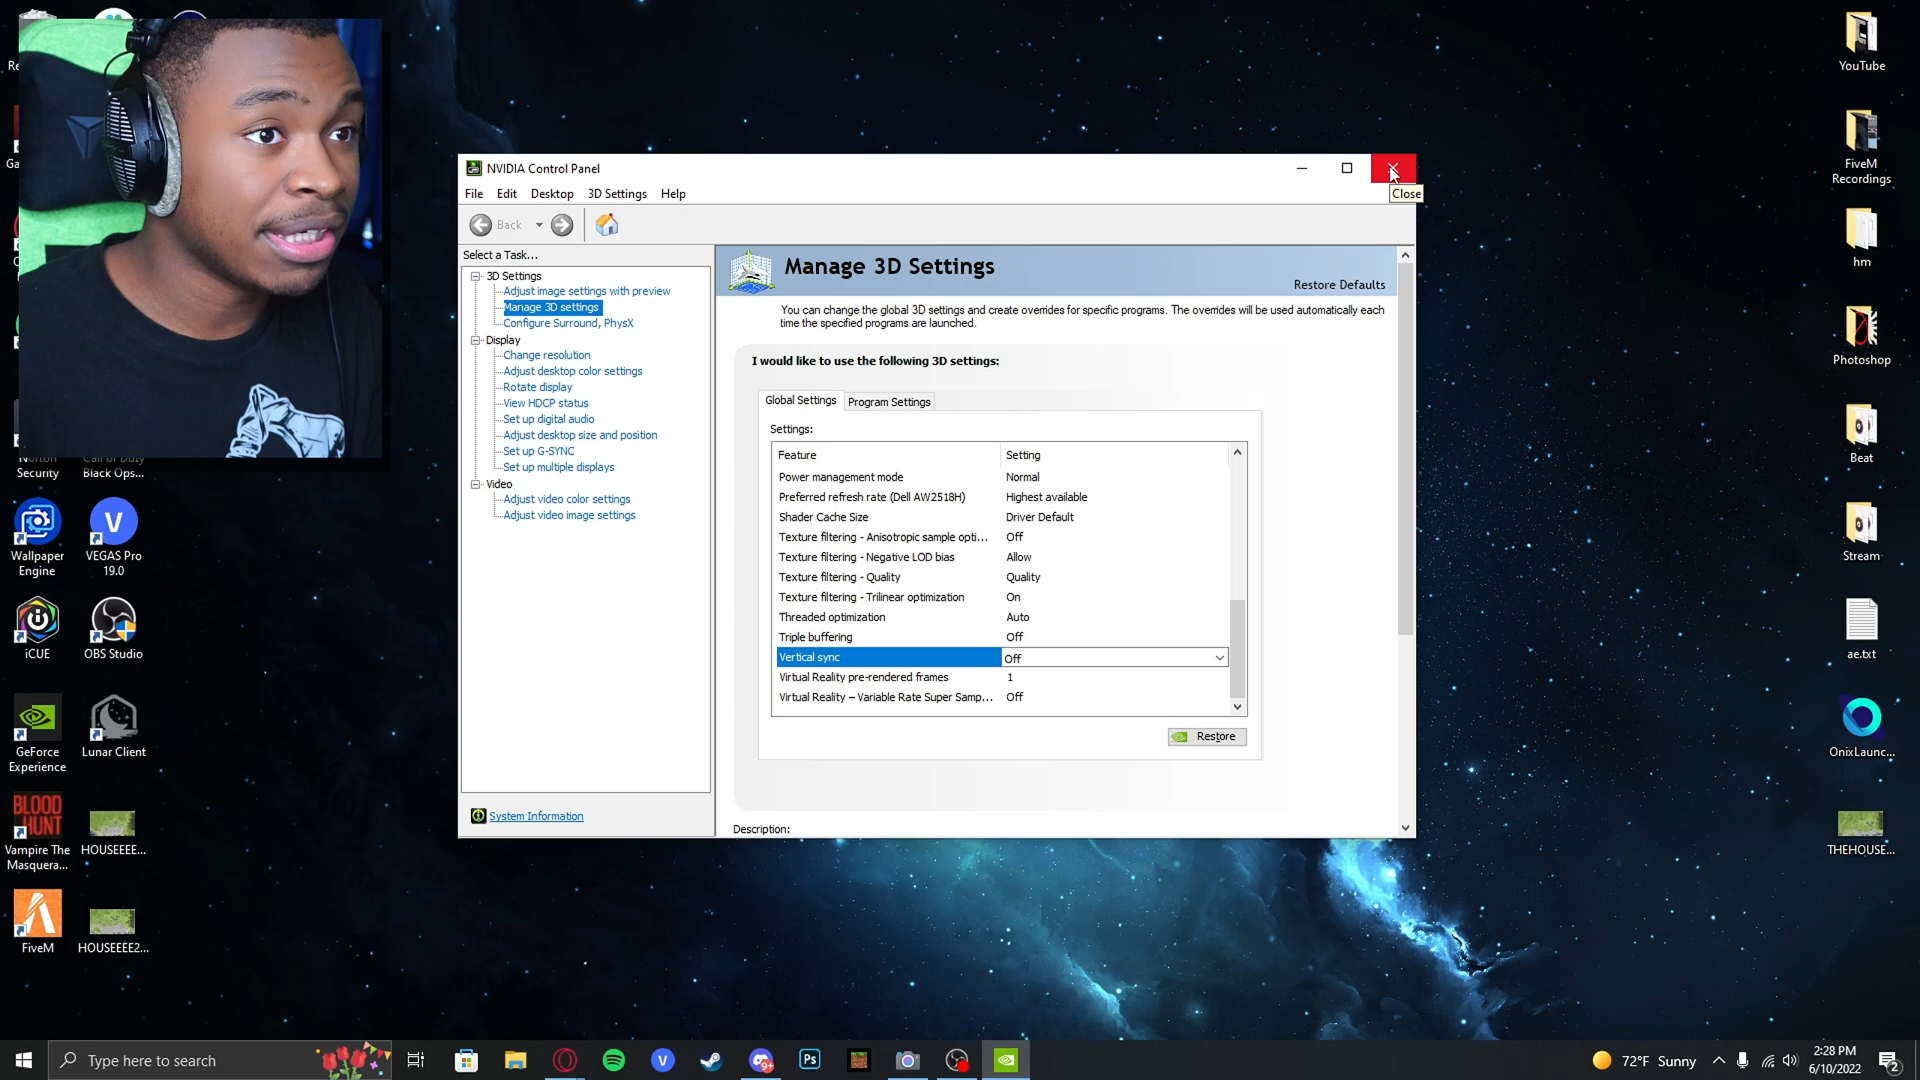 Re
Ga
Norton
Security
Call of Duty
Black Ops...
Wallpaper
Engine
VEGAS Pro
19.0
iCUE
OBS Studio
GeForce
Experience
Lunar Client
BLOOD
HUNT
Vampire The
Masquera...
HOUSEEEE...
FiveM
HOUSEEEE2...
NVIDIA Control Panel
Close
File
Edit
Desktop
3D Settings
Help
Back
Select a Task...
3D Settings
Adjust image settings with preview
Manage 3D settings
Configure Surround, PhysX
Display
Change resolution
Adjust desktop color settings
Rotate display
View HDCP status
Set up digital audio
Adjust desktop size and position
Set up G-SYNC
Set up multiple displays
Video
Adjust video color settings
Adjust video image settings
System Information
Manage 3D Settings
Restore Defaults
You can change the global 3D settings and create overrides for specific programs. The overrides will be used automatically each
time the specified programs are launched.
I would like to use the following 3D settings:
Global Settings
Program Settings
Settings:
Feature Setting
Power management mode Normal
Preferred refresh rate (Dell AW2518H) Highest available
Shader Cache Size Driver Default
Texture filtering - Anisotropic sample opti... Off
Texture filtering - Negative LOD bias Allow
Texture filtering - Quality Quality
Texture filtering - Trilinear optimization On
Threaded optimization Auto
Triple buffering Off
Vertical sync Off
Virtual Reality pre-rendered frames 1
Virtual Reality – Variable Rate Super Samp... Off
Restore
Description:
YouTube
FiveM
Recordings
hm
Photoshop
Beat
Stream
ae.txt
OnixLaunc...
THEHOUSE...
Type here to search
V
Ps
9+
72°F Sunny
2:28 PM
6/10/2022
2